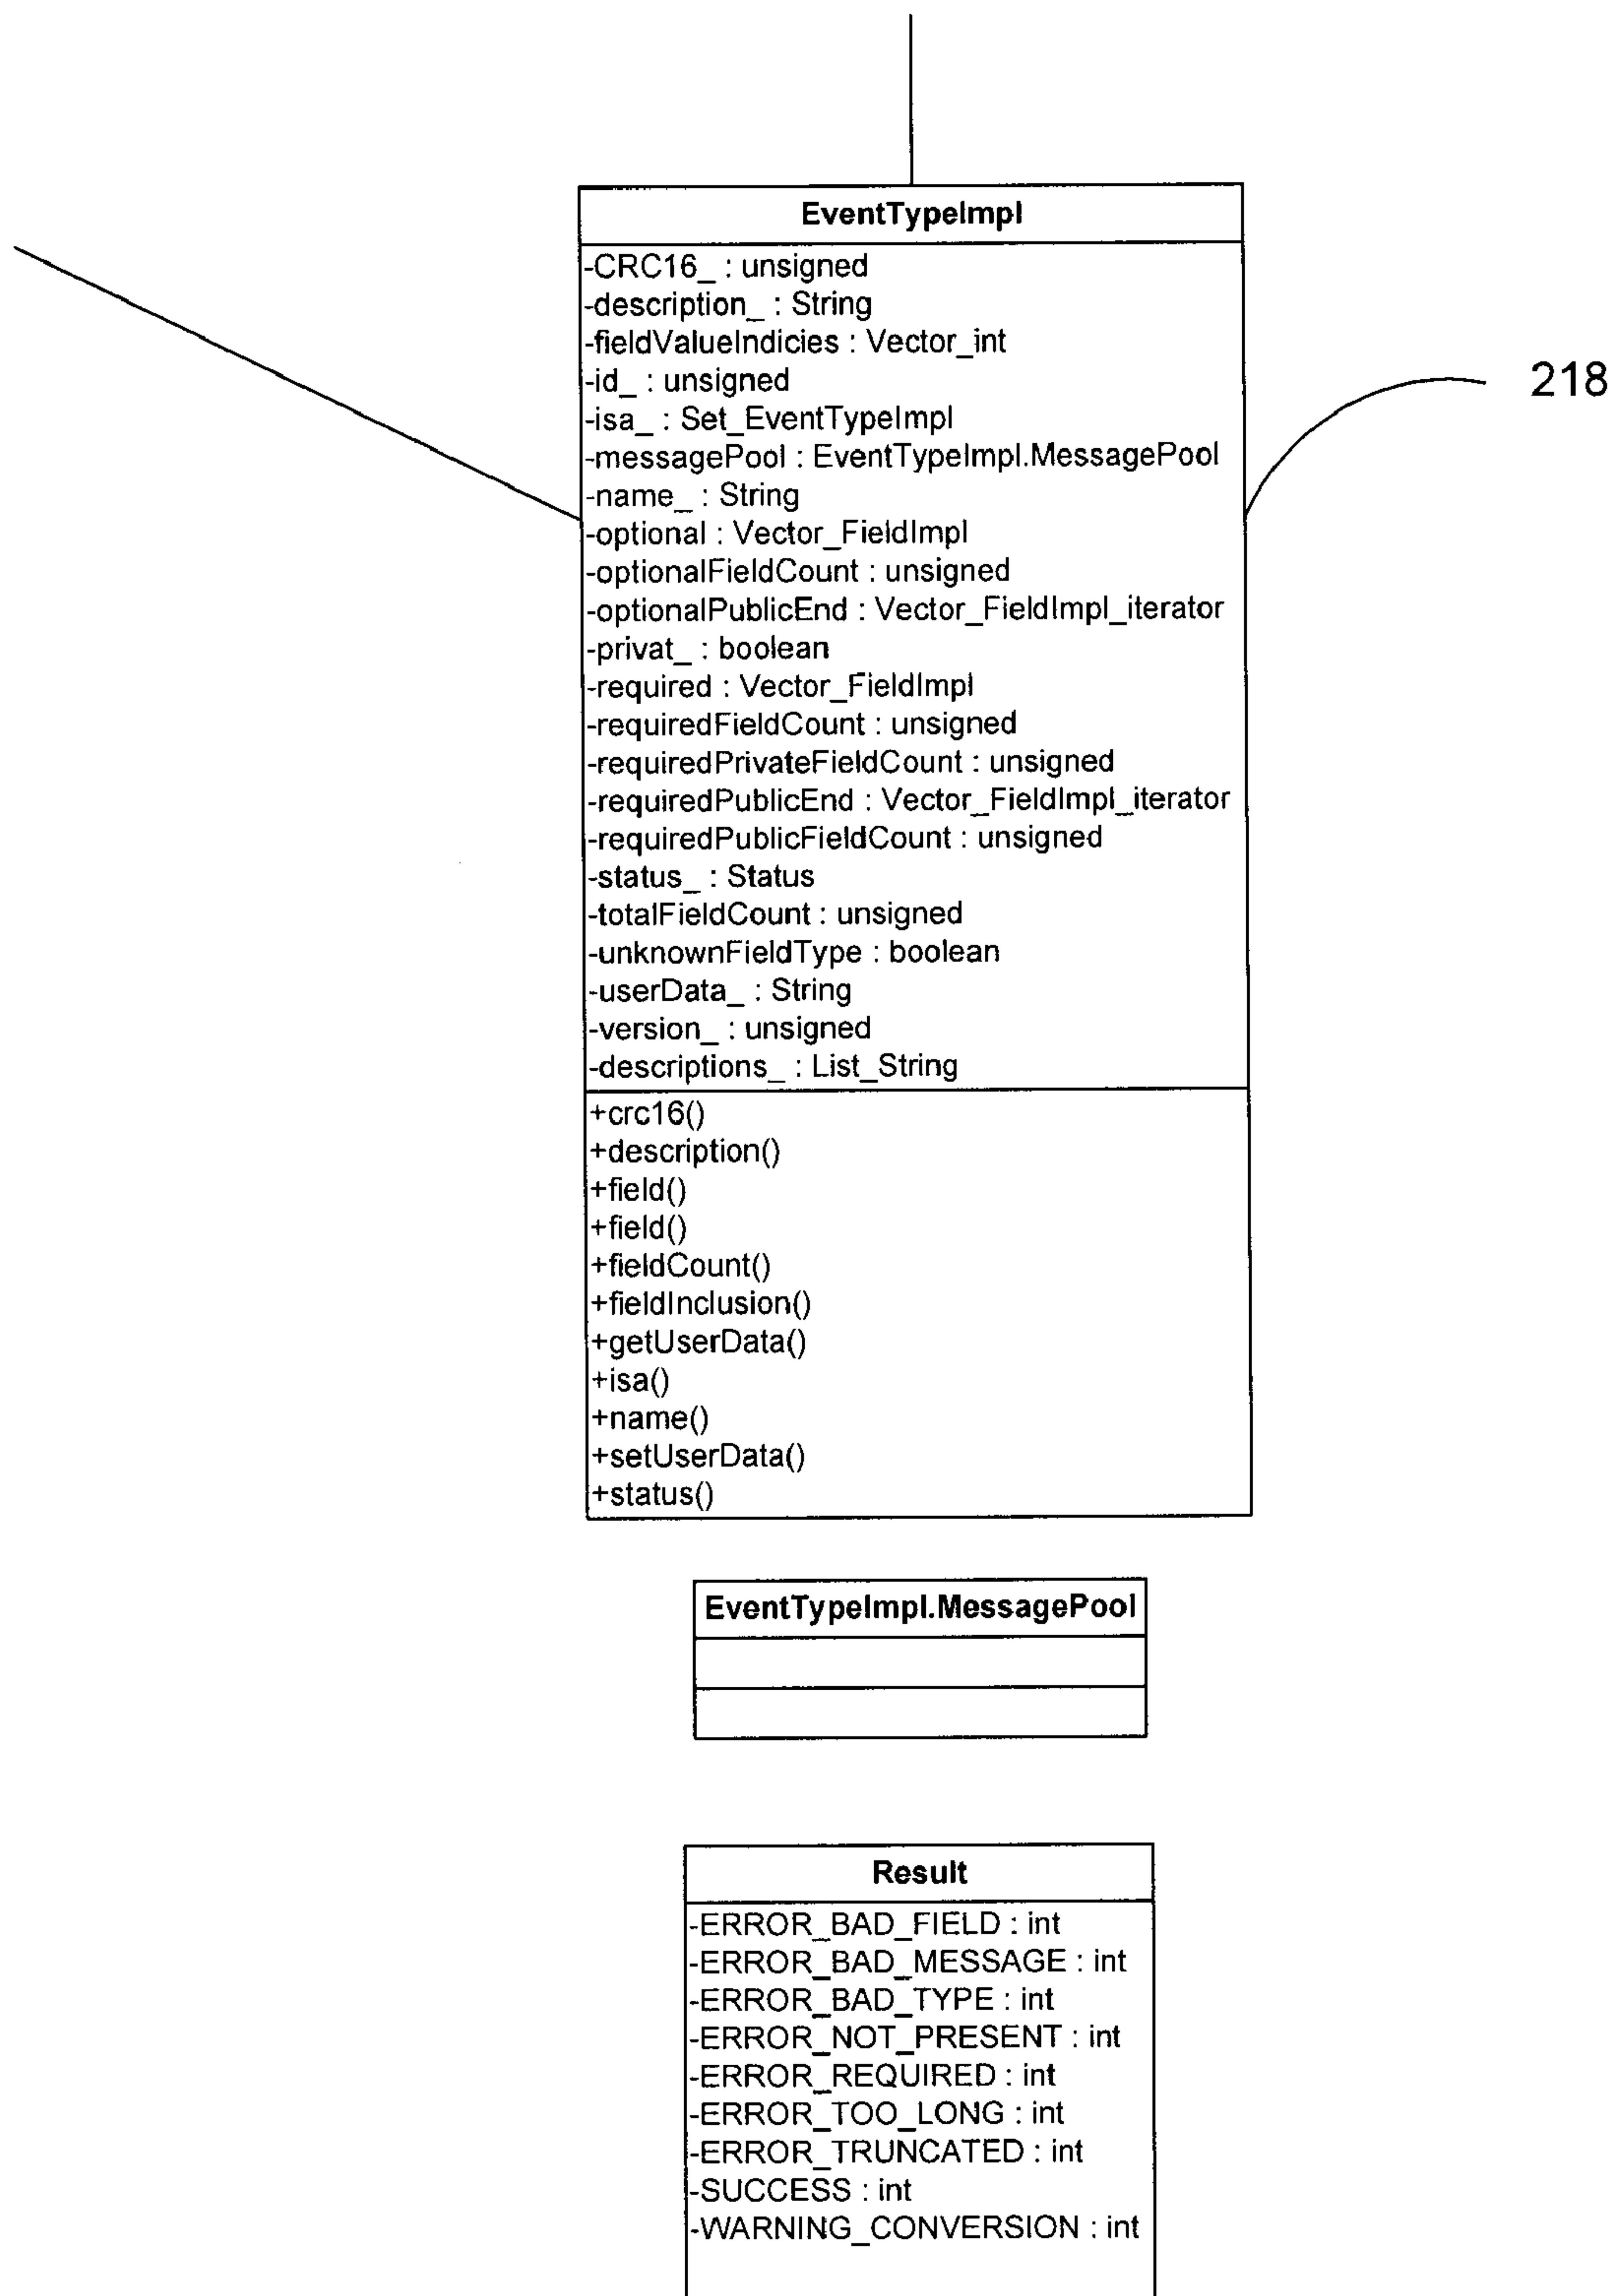 EventTypeImpl
-CRC16_ : unsigned
-description_ : String
-fieldValueIndicies : Vector_int
-id_ : unsigned
218
-isa_ : Set_EventTypeImpl
-messagePool : EventTypeImpl.MessagePool
-name_ : String
-optional : Vector_FieldImpl
-optionalFieldCount : unsigned
-optionalPublicEnd : Vector_FieldImpl_iterator
-privat_ : boolean
-required : Vector_FieldImpl
-requiredFieldCount : unsigned
-requiredPrivateFieldCount : unsigned
-requiredPublicEnd : Vector_FieldImpl_iterator
-requiredPublicFieldCount : unsigned
-status_ : Status
-totalFieldCount : unsigned
-unknownFieldType : boolean
-userData_ : String
-version_ : unsigned
-descriptions_ : List_String
+crc16()
+description()
+field()
+field()
+fieldCount()
+fieldInclusion()
+getUserData()
+isa()
+name()
+setUserData()
+status()
EventTypeImpl.MessagePool
Result
-ERROR_BAD_FIELD : int
-ERROR_BAD_MESSAGE : int
-ERROR_BAD_TYPE : int
-ERROR_NOT_PRESENT : int
-ERROR_REQUIRED : int
-ERROR_TOO_LONG : int
-ERROR_TRUNCATED : int
-SUCCESS : int
-WARNING_CONVERSION : int